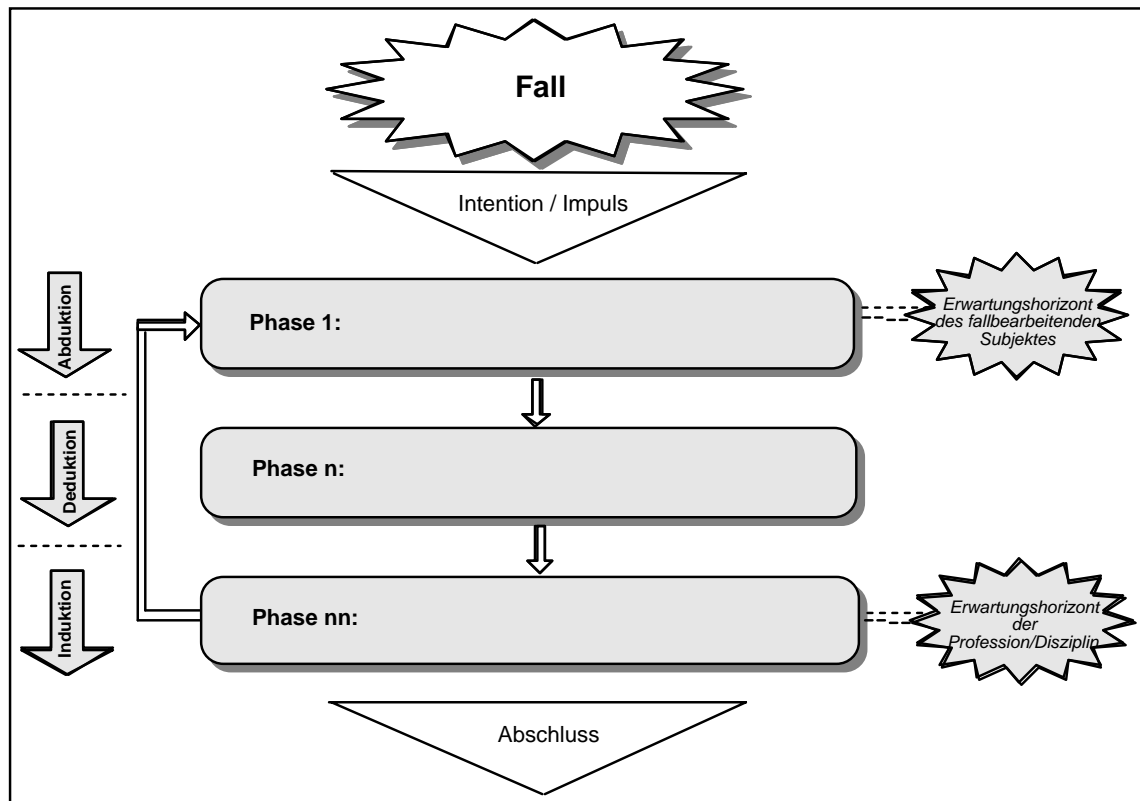 Fall
Intention / Impuls
Abduktion
Phase 1:
Erwartungshorizont
des fallbearbeitenden
Subjektes
Deduktion
Phase n:
Induktion
Phase nn:
Erwartungshorizont
der
Profession/Disziplin
Abschluss